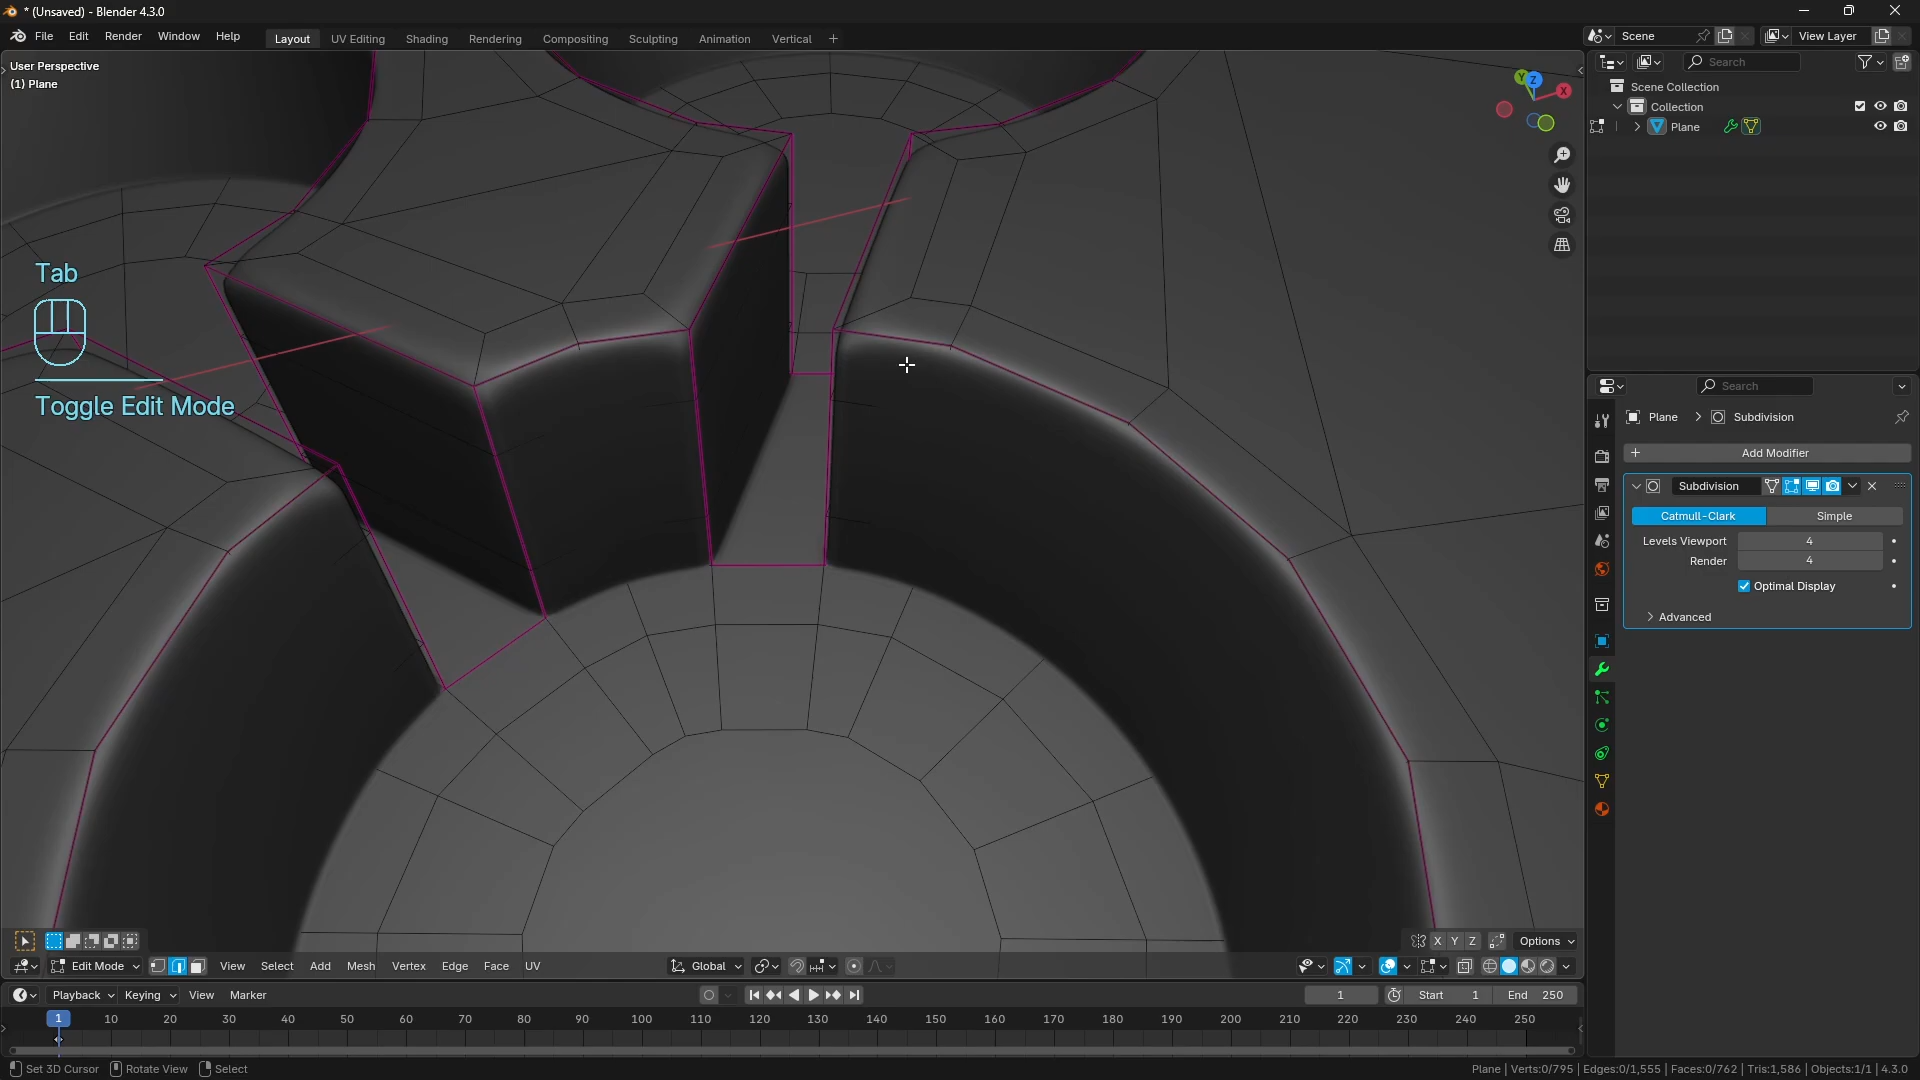 * (Unsaved) - Blender 4.3.0
File Edit Render Window Help Layout UV Editing Shading Rendering Compositing Sculpting Animation Vertical + Scene View Layer
User Perspective
(1) Plane
Y Z X
Search
Scene Collection
Collection
Plane
Tab
Toggle Edit Mode
Search
Plane > Subdivision
+ Add Modifier
Subdivision
Catmull-Clark Simple
Levels Viewport 4
Render 4
Optimal Display
Advanced
X Y Z Options
Edit Mode View Select Add Mesh Vertex Edge Face UV Global
Playback Keying View Marker 1 Start 1 End 250
1 10 20 30 40 50 60 70 80 90 100 110 120 130 140 150 160 170 180 190 200 210 220 230 240 250
Set 3D Cursor Rotate View Select Plane | Verts:0/795 | Edges:0/1,555 | Faces:0/762 | Tris:1,586 | Objects:1/1 | 4.3.0